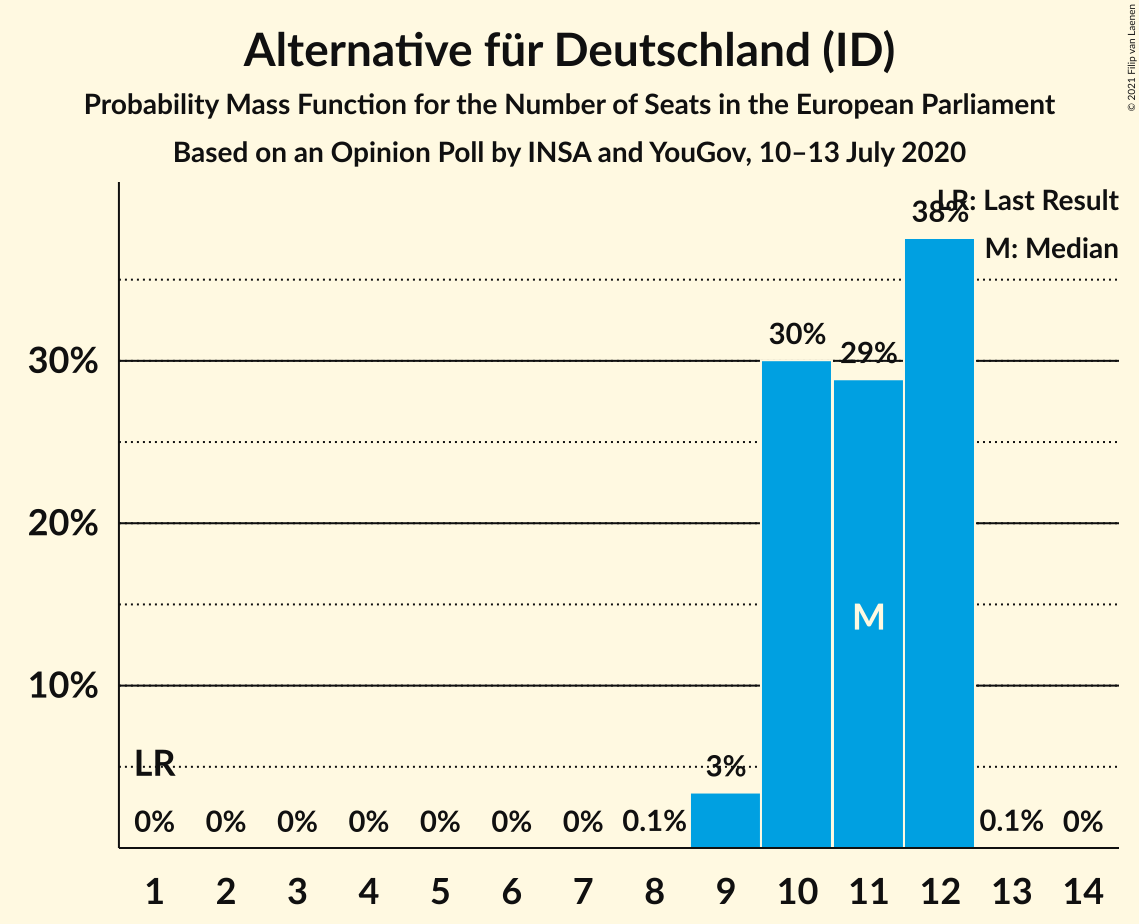 Alternative für Deutschland (ID)
Probability Mass Function for the Number of Seats in the European Parliament
Based on an Opinion Poll by INSA and YouGov, 10–13 July 2020
© 2021 Filip van Laenen
LR: Last Result
M: Median
38%
30%
29%
30%
20%
10%
M
LR
3%
0% 0% 0% 0% 0% 0% 0% 0.1% 0.1% 0%
1 2 3 4 5 6 7 8 9 10 11 12 13 14